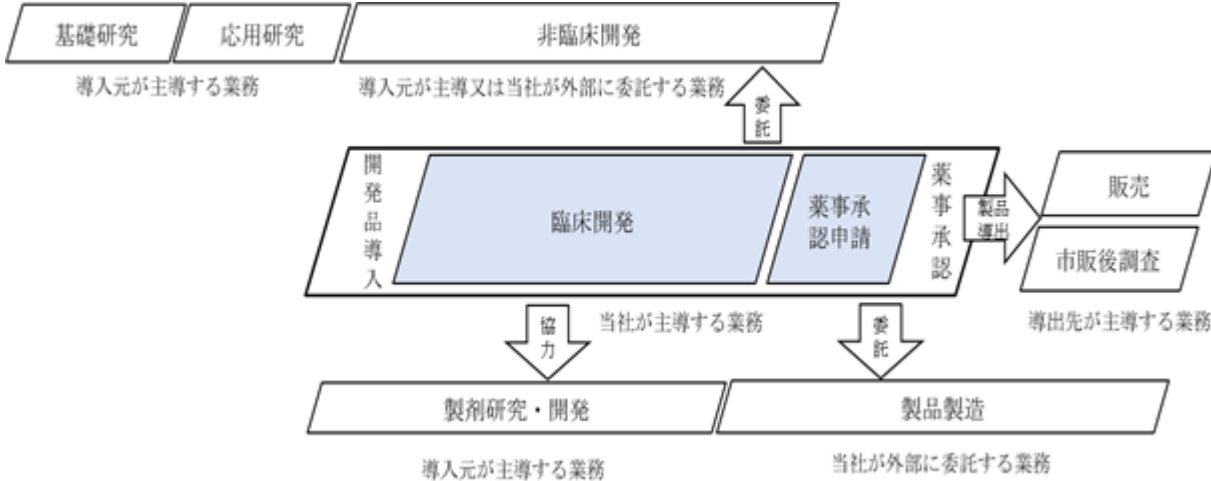 基礎研究
応用研究
非臨床開発
導入元が主導する業務
導入元が主導又は当社が外部に委託する業務
委託
開発品導入
臨床開発
薬事承
認申請
薬事承認
製品
導出
販売
市販後調査
導出先が主導する業務
協力
当社が主導する業務
委託
製剤研究・開発
製品製造
導入元が主導する業務
当社が外部に委託する業務